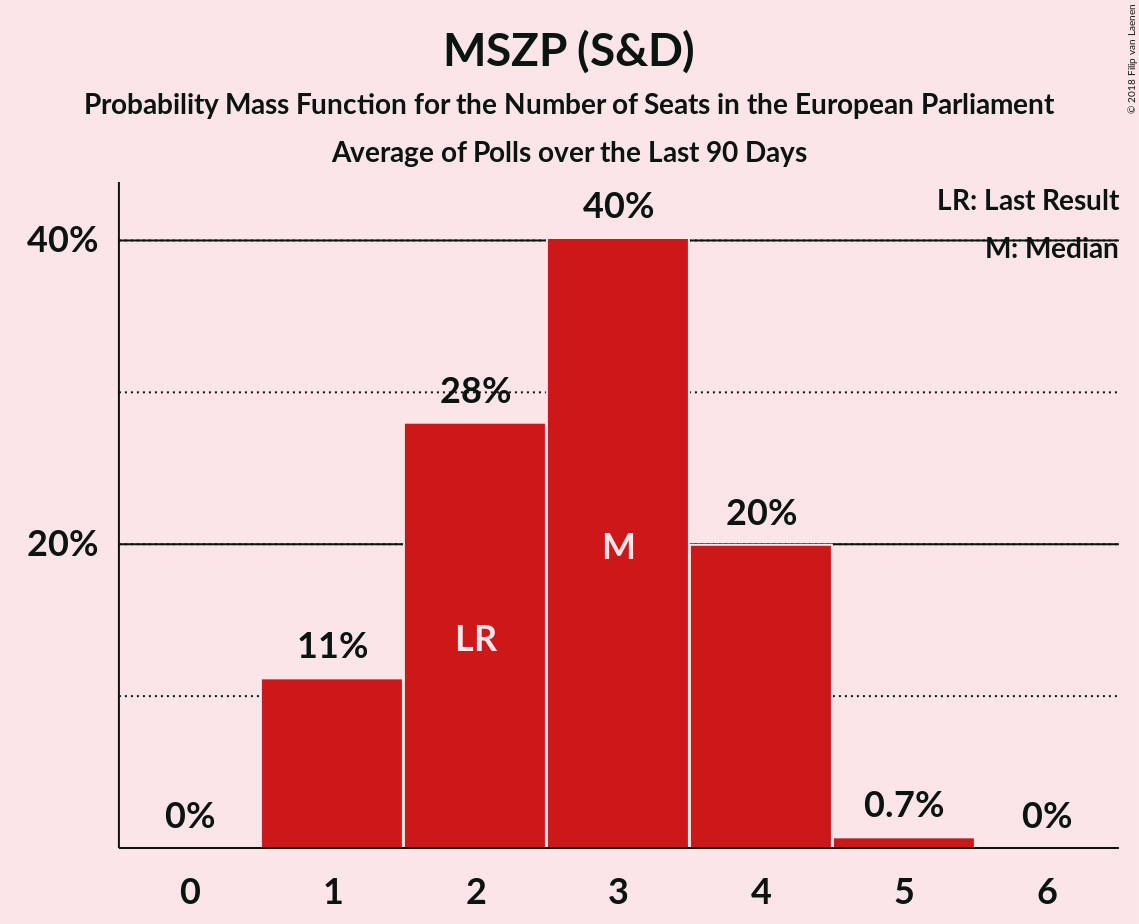 MSZP (S&D)
Probability Mass Function for the Number of Seats in the European Parliament
Average of Polls over the Last 90 Days
© 2018 Filip van Laenen
LR: Last Result
M: Median
40%
20%
0%
11%
28%
LR
40%
M
20%
0.7%
0%
0 1 2 3 4 5 6